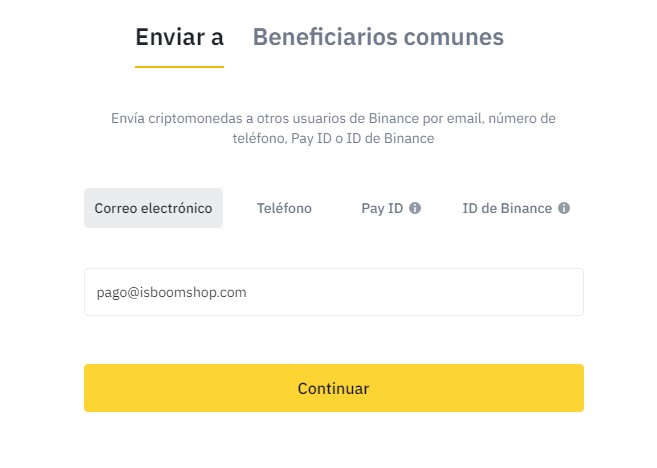 Enviar a Beneficiarios comunes
Envía criptomonedas a otros usuarios de Binance por email, número de
teléfono, Pay ID o ID de Binance
Correo electrónico Teléfono Pay ID ID de Binance
pago@isboomshop.com
Continuar